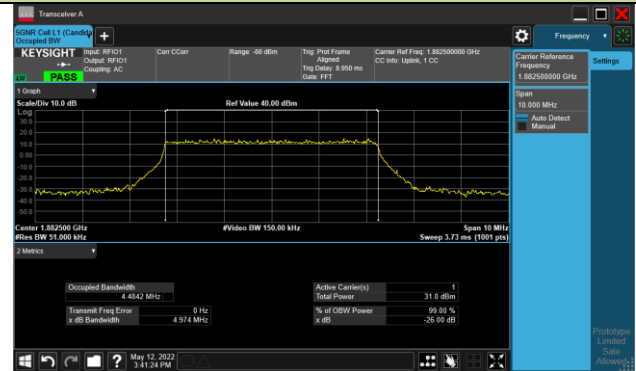 Transceiver A
5GNR Cell L1 (Candid
Occupied BW
Frequency
KEYSIGHT
Input: RFIO1
Output: RFIO1
Coupling: AC
Corr CCorr
Range: -60 dBm
Trig: Prot Frame
Aligned
Trig Delay: 8.950 ms
Gate: FFT
Carrier Ref Freq: 1.882500000 GHz
CC Info: Uplink, 1 CC
PASS
Carrier Reference
Frequency
1.882500000 GHz
Settings
Span
10.000 MHz
Auto Detect
Manual
1 Graph
Scale/Div 10.0 dB
Ref Value 40.00 dBm
Log
30.0
20.0
10.0
0.00
-10.0
-20.0
-30.0
-40.0
-50.0
Center 1.882500 GHz
#Video BW 150.00 kHz
Span 10 MHz
#Res BW 51.000 kHz
Sweep 3.73 ms (1001 pts)
2 Metrics
Occupied Bandwidth
4.4842 MHz
Active Carrier(s) 1
Total Power 31.0 dBm
Transmit Freq Error 0 Hz
x dB Bandwidth 4.974 MHz
% of OBW Power 99.00 %
x dB -26.00 dB
Prototype
Limited
Sale
Allowed
May 12, 2022
3:41:24 PM